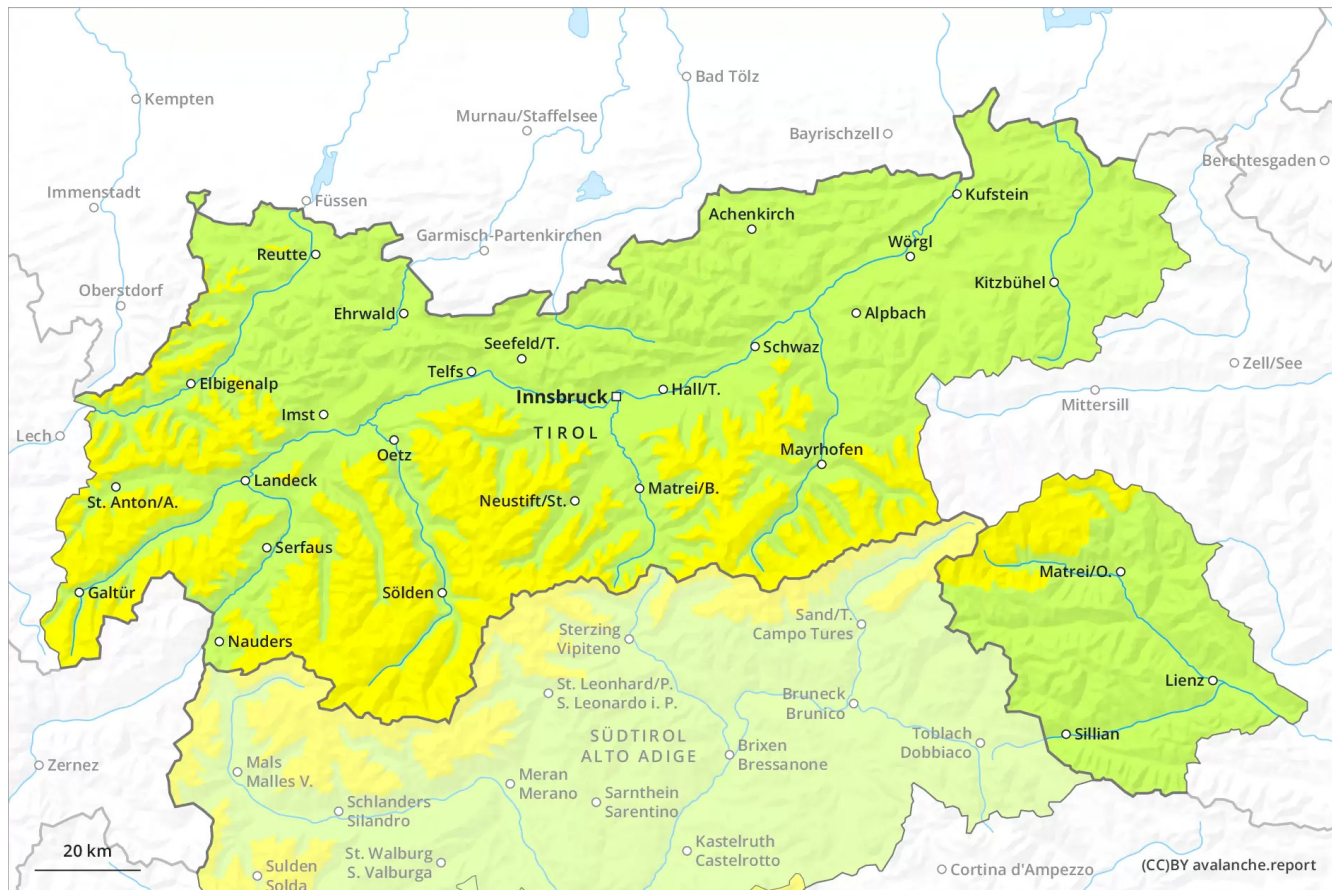 Kempten
Bad Tölz
Murnau/Staffelsee
Bayrischzell
Berchtesgaden
Immenstadt
Füssen
Kufstein
Achenkirch
Garmisch-Partenkirchen
Wörgl
Reutte
Oberstdorf
Kitzbühel
Ehrwald
Alpbach
Seefeld/T.
Schwaz
Zell/See
Telfs
Elbigenalp
Hall/T.
Mittersill
Innsbruck
Imst
TIROL
Lech
Oetz
Mayrhofen
Landeck
Matrei/B.
St. Anton/A.
Neustift/St.
Serfaus
Matrei/O.
Galtür
Sölden
Sand/T.
Campo Tures
Sterzing
Vipiteno
Nauders
Lienz
St. Leonhard/P.
S. Leonardo i. P.
Bruneck
Brunico
Sillian
SÜDTIROL
ALTO ADIGE
Toblach
Dobbiaco
Brixen
Bressanone
Zernez
Mals
Malles V.
Meran
Merano
Sarnthein
Sarentino
Schlanders
Silandro
Kastelruth
Castelrotto
20 km
St. Walburg
S. Valburga
Sulden
Solda
Cortina d'Ampezzo
(CC)BY avalanche.report